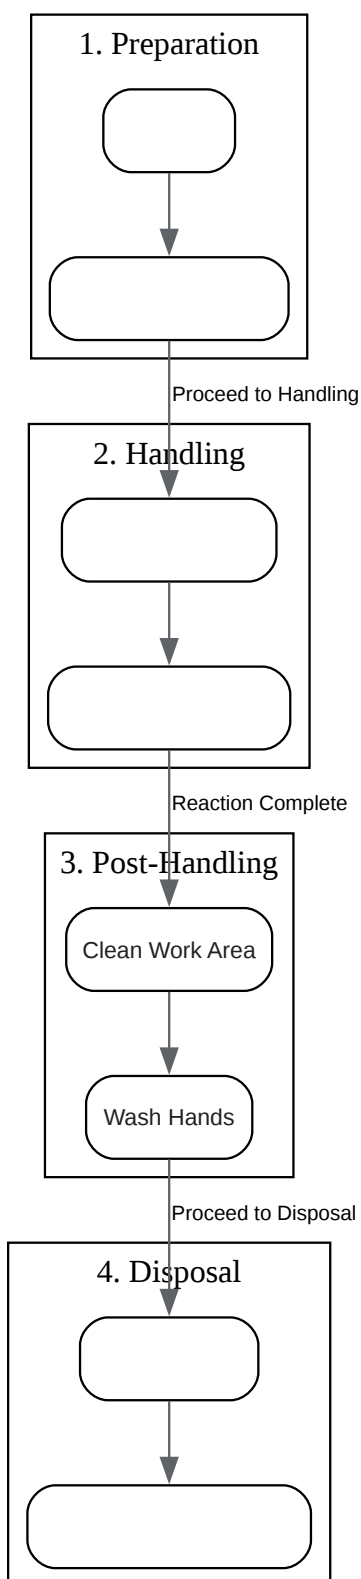 1. Preparation
Proceed to Handling
2. Handling
Reaction Complete
3. Post-Handling
Clean Work Area
Wash Hands
Proceed to Disposal
4. Disposal